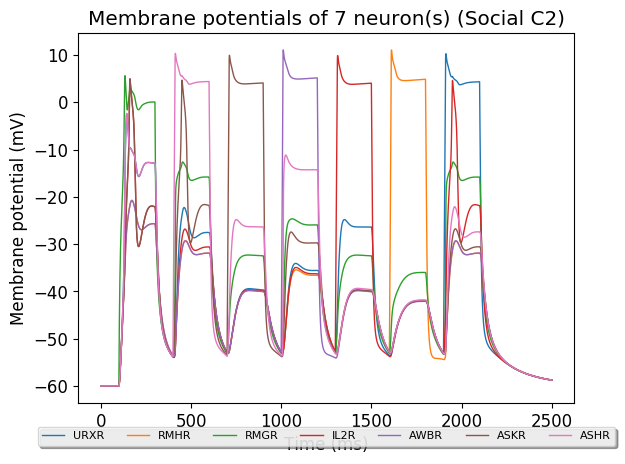 Membrane potentials of 7 neuron(s) (Social C2)
Membrane potential (mV)
10
0
−10
−20
−30
−40
−50
−60
0 500 1000 1500 2000 2500
Time (ms)
URXR RMHR RMGR IL2R AWBR ASKR ASHR